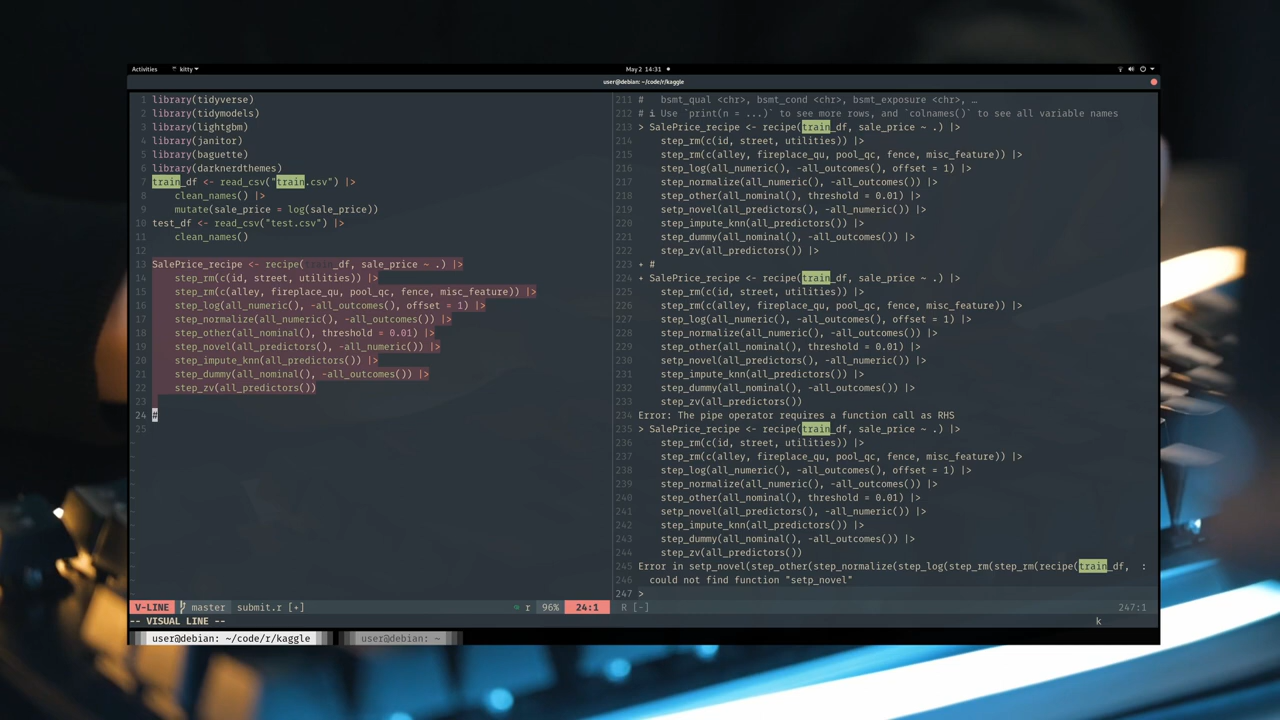 Activities kitty May 2 14:31
user@debian: ~/code/r/kaggle
1 library(tidyverse)
2 library(tidymodels)
3 library(lightgbm)
4 library(janitor)
5 library(baguette)
6 library(darknerdthemes)
7 train_df <- read_csv("train.csv") |>
8 clean_names() |>
9 mutate(sale_price = log(sale_price))
10 test_df <- read_csv("test.csv") |>
11 clean_names()
12
13 SalePrice_recipe <- recipe(train_df, sale_price ~ .) |>
14 step_rm(c(id, street, utilities)) |>
15 step_rm(c(alley, fireplace_qu, pool_qc, fence, misc_feature)) |>
16 step_log(all_numeric(), -all_outcomes(), offset = 1) |>
17 step_normalize(all_numeric(), -all_outcomes()) |>
18 step_other(all_nominal(), threshold = 0.01) |>
19 step_novel(all_predictors(), -all_numeric()) |>
20 step_impute_knn(all_predictors()) |>
21 step_dummy(all_nominal(), -all_outcomes()) |>
22 step_zv(all_predictors())
23
24 #
25
V-LINE master submit.r [+] r 96% 24:1
211 # bsmt_qual <chr>, bsmt_cond <chr>, bsmt_exposure <chr>, …
212 # ℹ Use `print(n = ...)` to see more rows, and `colnames()` to see all variable names
213 > SalePrice_recipe <- recipe(train_df, sale_price ~ .) |>
214 step_rm(c(id, street, utilities)) |>
215 step_rm(c(alley, fireplace_qu, pool_qc, fence, misc_feature)) |>
216 step_log(all_numeric(), -all_outcomes(), offset = 1) |>
217 step_normalize(all_numeric(), -all_outcomes()) |>
218 step_other(all_nominal(), threshold = 0.01) |>
219 setp_novel(all_predictors(), -all_numeric()) |>
220 step_impute_knn(all_predictors()) |>
221 step_dummy(all_nominal(), -all_outcomes()) |>
222 step_zv(all_predictors()) |>
223 + #
224 + SalePrice_recipe <- recipe(train_df, sale_price ~ .) |>
225 step_rm(c(id, street, utilities)) |>
226 step_rm(c(alley, fireplace_qu, pool_qc, fence, misc_feature)) |>
227 step_log(all_numeric(), -all_outcomes(), offset = 1) |>
228 step_normalize(all_numeric(), -all_outcomes()) |>
229 step_other(all_nominal(), threshold = 0.01) |>
230 setp_novel(all_predictors(), -all_numeric()) |>
231 step_impute_knn(all_predictors()) |>
232 step_dummy(all_nominal(), -all_outcomes()) |>
233 step_zv(all_predictors())
234 Error: The pipe operator requires a function call as RHS
235 > SalePrice_recipe <- recipe(train_df, sale_price ~ .) |>
236 step_rm(c(id, street, utilities)) |>
237 step_rm(c(alley, fireplace_qu, pool_qc, fence, misc_feature)) |>
238 step_log(all_numeric(), -all_outcomes(), offset = 1) |>
239 step_normalize(all_numeric(), -all_outcomes()) |>
240 step_other(all_nominal(), threshold = 0.01) |>
241 setp_novel(all_predictors(), -all_numeric()) |>
242 step_impute_knn(all_predictors()) |>
243 step_dummy(all_nominal(), -all_outcomes()) |>
244 step_zv(all_predictors())
245 Error in setp_novel(step_other(step_normalize(step_log(step_rm(step_rm(recipe(train_df, :
246 could not find function "setp_novel"
247 >
R [-] 247:1
-- VISUAL LINE -- k
user@debian: ~/code/r/kaggle user@debian: ~